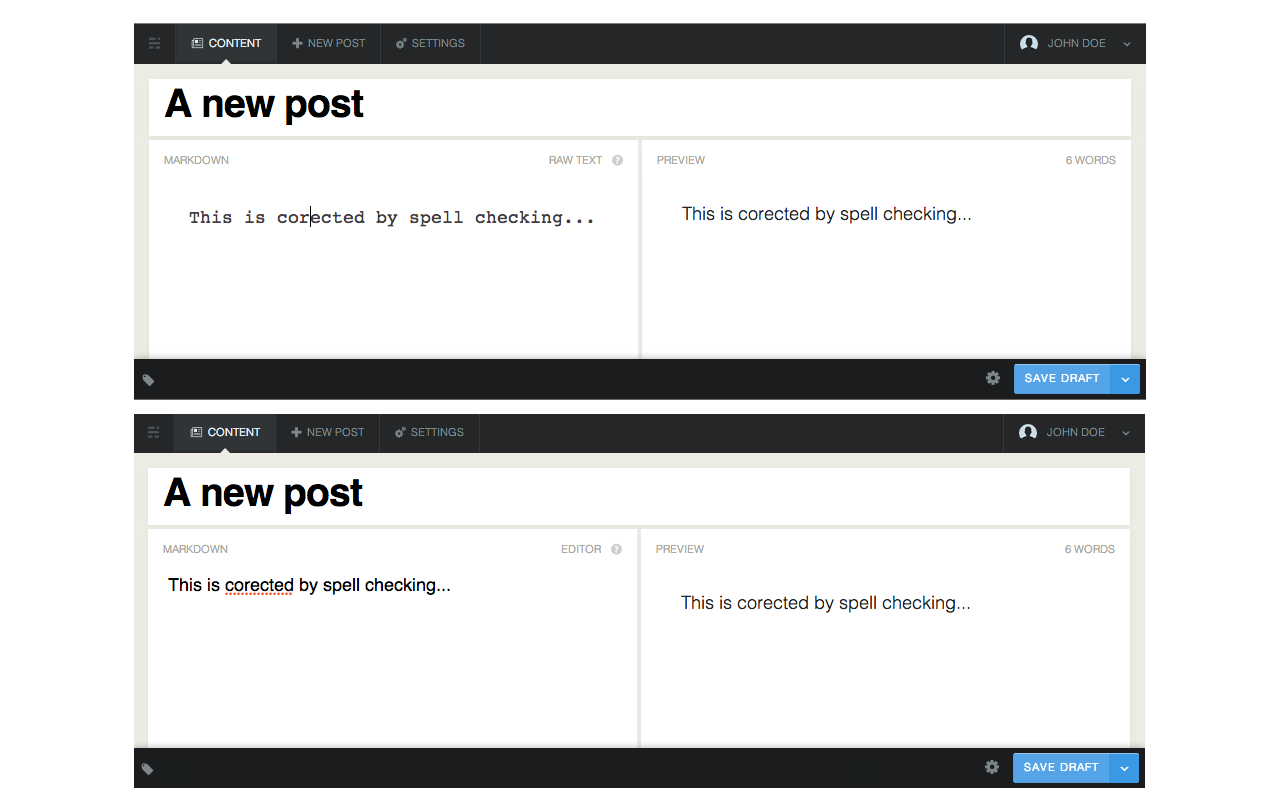 CONTENT NEW POST SETTINGS JOHN DOE
A new post
MARKDOWN RAW TEXT ? PREVIEW 6 WORDS
This is corected by spell checking... This is corected by spell checking...
SAVE DRAFT
CONTENT NEW POST SETTINGS JOHN DOE
A new post
MARKDOWN EDITOR ? PREVIEW 6 WORDS
This is corected by spell checking...
This is corected by spell checking...
SAVE DRAFT